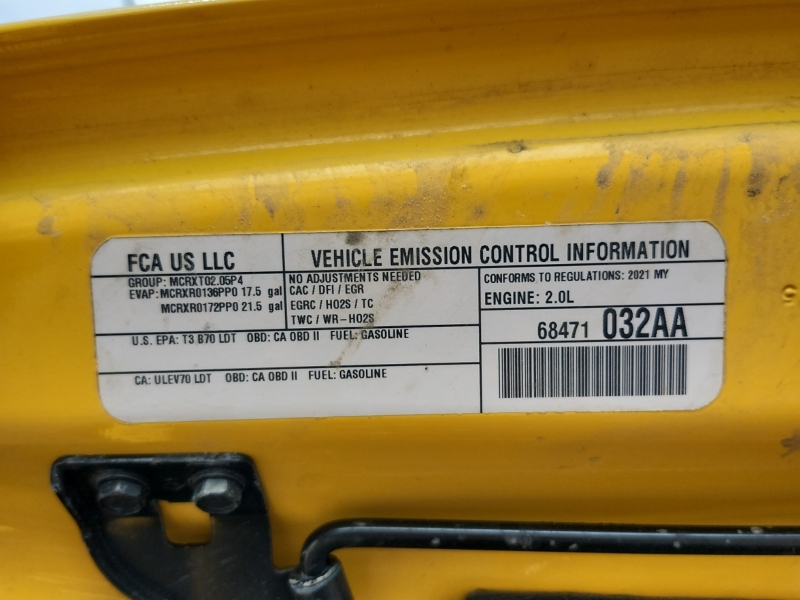 FCA US LLC
VEHICLE EMISSION CONTROL INFORMATION
GROUP: MCRXT02.05P4
EVAP: MCRXR0136PP0 17.5 gal
MCRXR0172PP0 21.5 gal
NO ADJUSTMENTS NEEDED
CAC / DFI / EGR
EGRC / HO2S / TC
TWC / WR-HO2S
CONFORMS TO REGULATIONS: 2021 MY
ENGINE: 2.0L
U.S. EPA: T3 B70 LDT OBD: CA OBD II FUEL: GASOLINE
68471 032AA
CA: ULEV70 LDT OBD: CA OBD II FUEL: GASOLINE